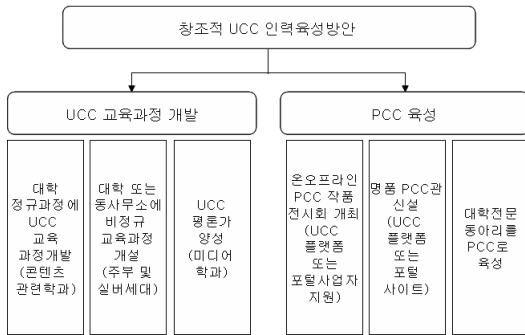 창조적 UCC 인력육성방안
UCC 교육과정 개발
PCC 육성
대학
정규과정에
UCC
교육
과정개발
(콘텐츠
관련학과)
대학 또는
동사무소에
비정규
교육과정
개설
(주부 및
실버세대)
UCC
평론가
양성
(미디어
학과)
온오프라인
PCC 작품
전시회 개최
(UCC
플랫폼
또는
포털사업자
지원)
명품 PCC관
신설(UCC
플랫폼
또는 포털
사이트)
대학전문
동아리를
PCC로
육성